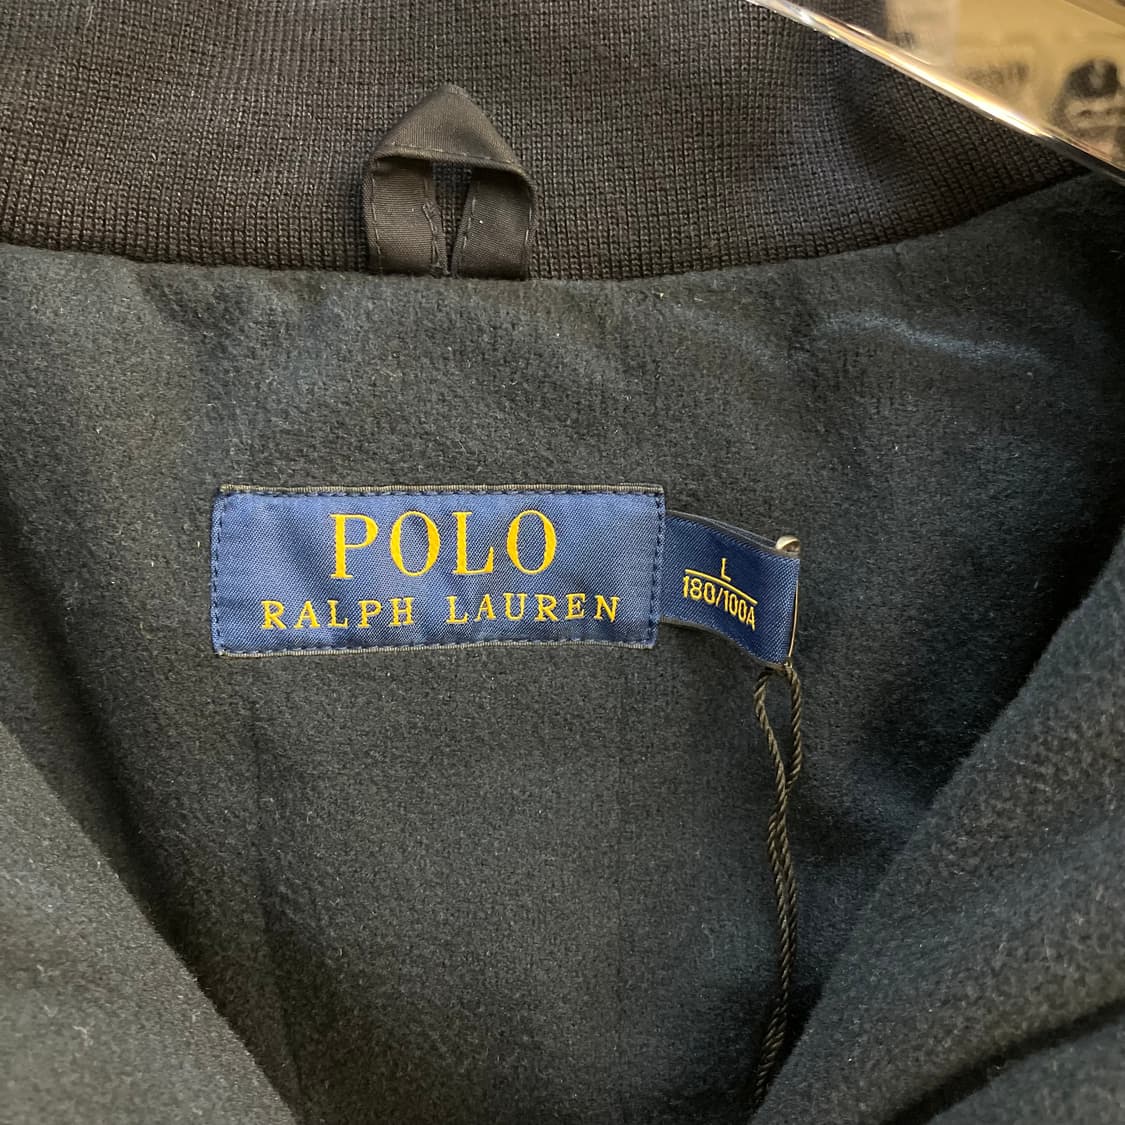 POLO
RALPH LAUREN
L
180/100A